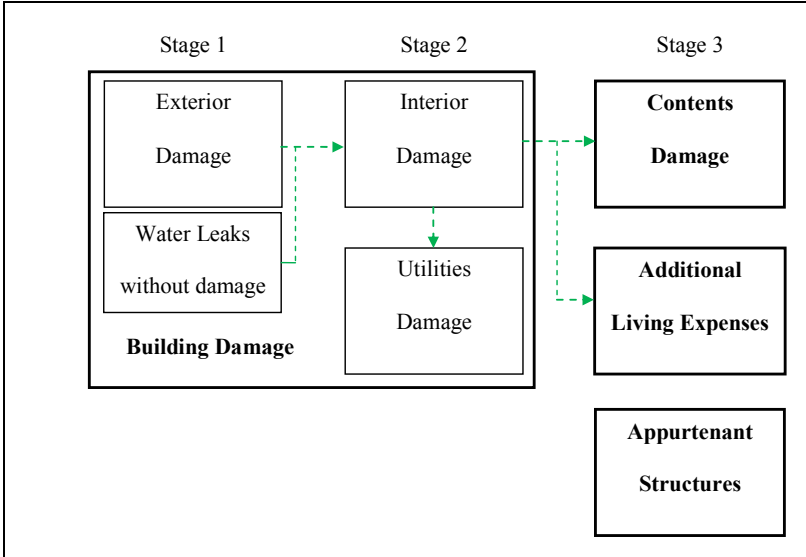 Stage 1
Stage 2
Stage 3
Exterior
Damage
Water Leaks
without damage
Building Damage
Interior
Damage
Utilities
Damage
Contents
Damage
Additional
Living Expenses
Appurtenant
Structures